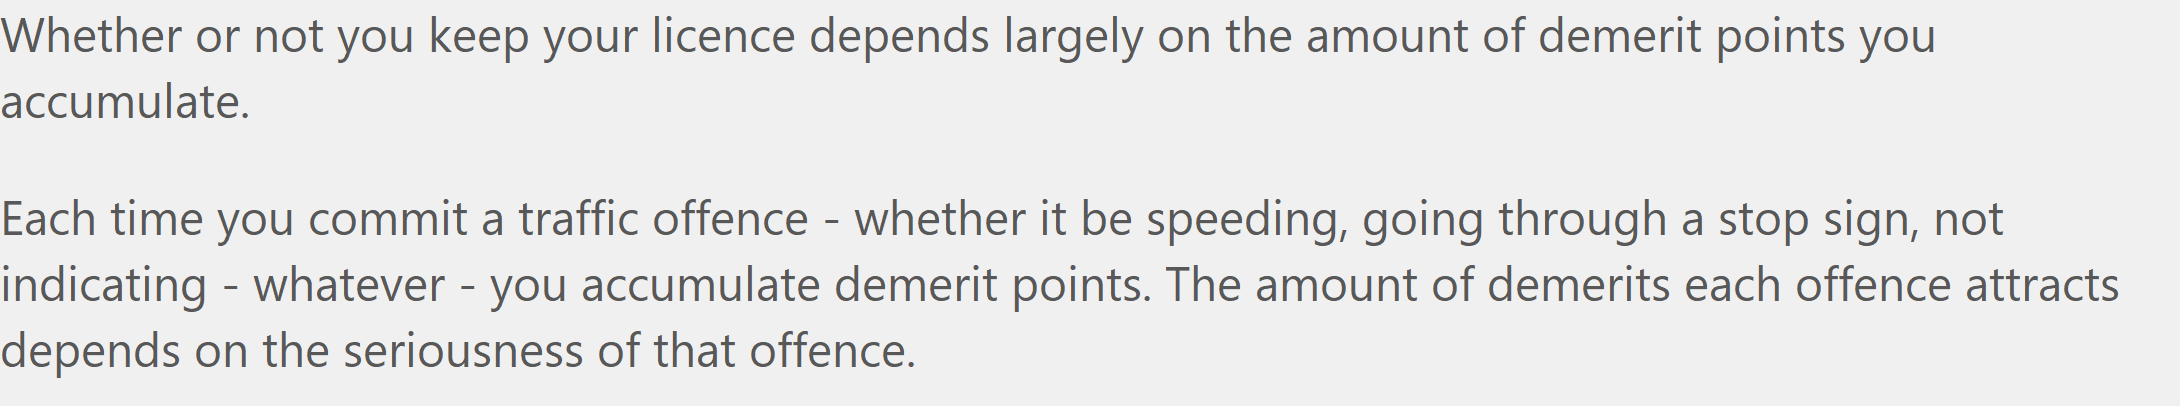 Whether or not you keep your licence depends largely on the amount of demerit points you
accumulate.
Each time you commit a traffic offence - whether it be speeding, going through a stop sign, not
indicating - whatever - you accumulate demerit points. The amount of demerits each offence attracts
depends on the seriousness of that offence.